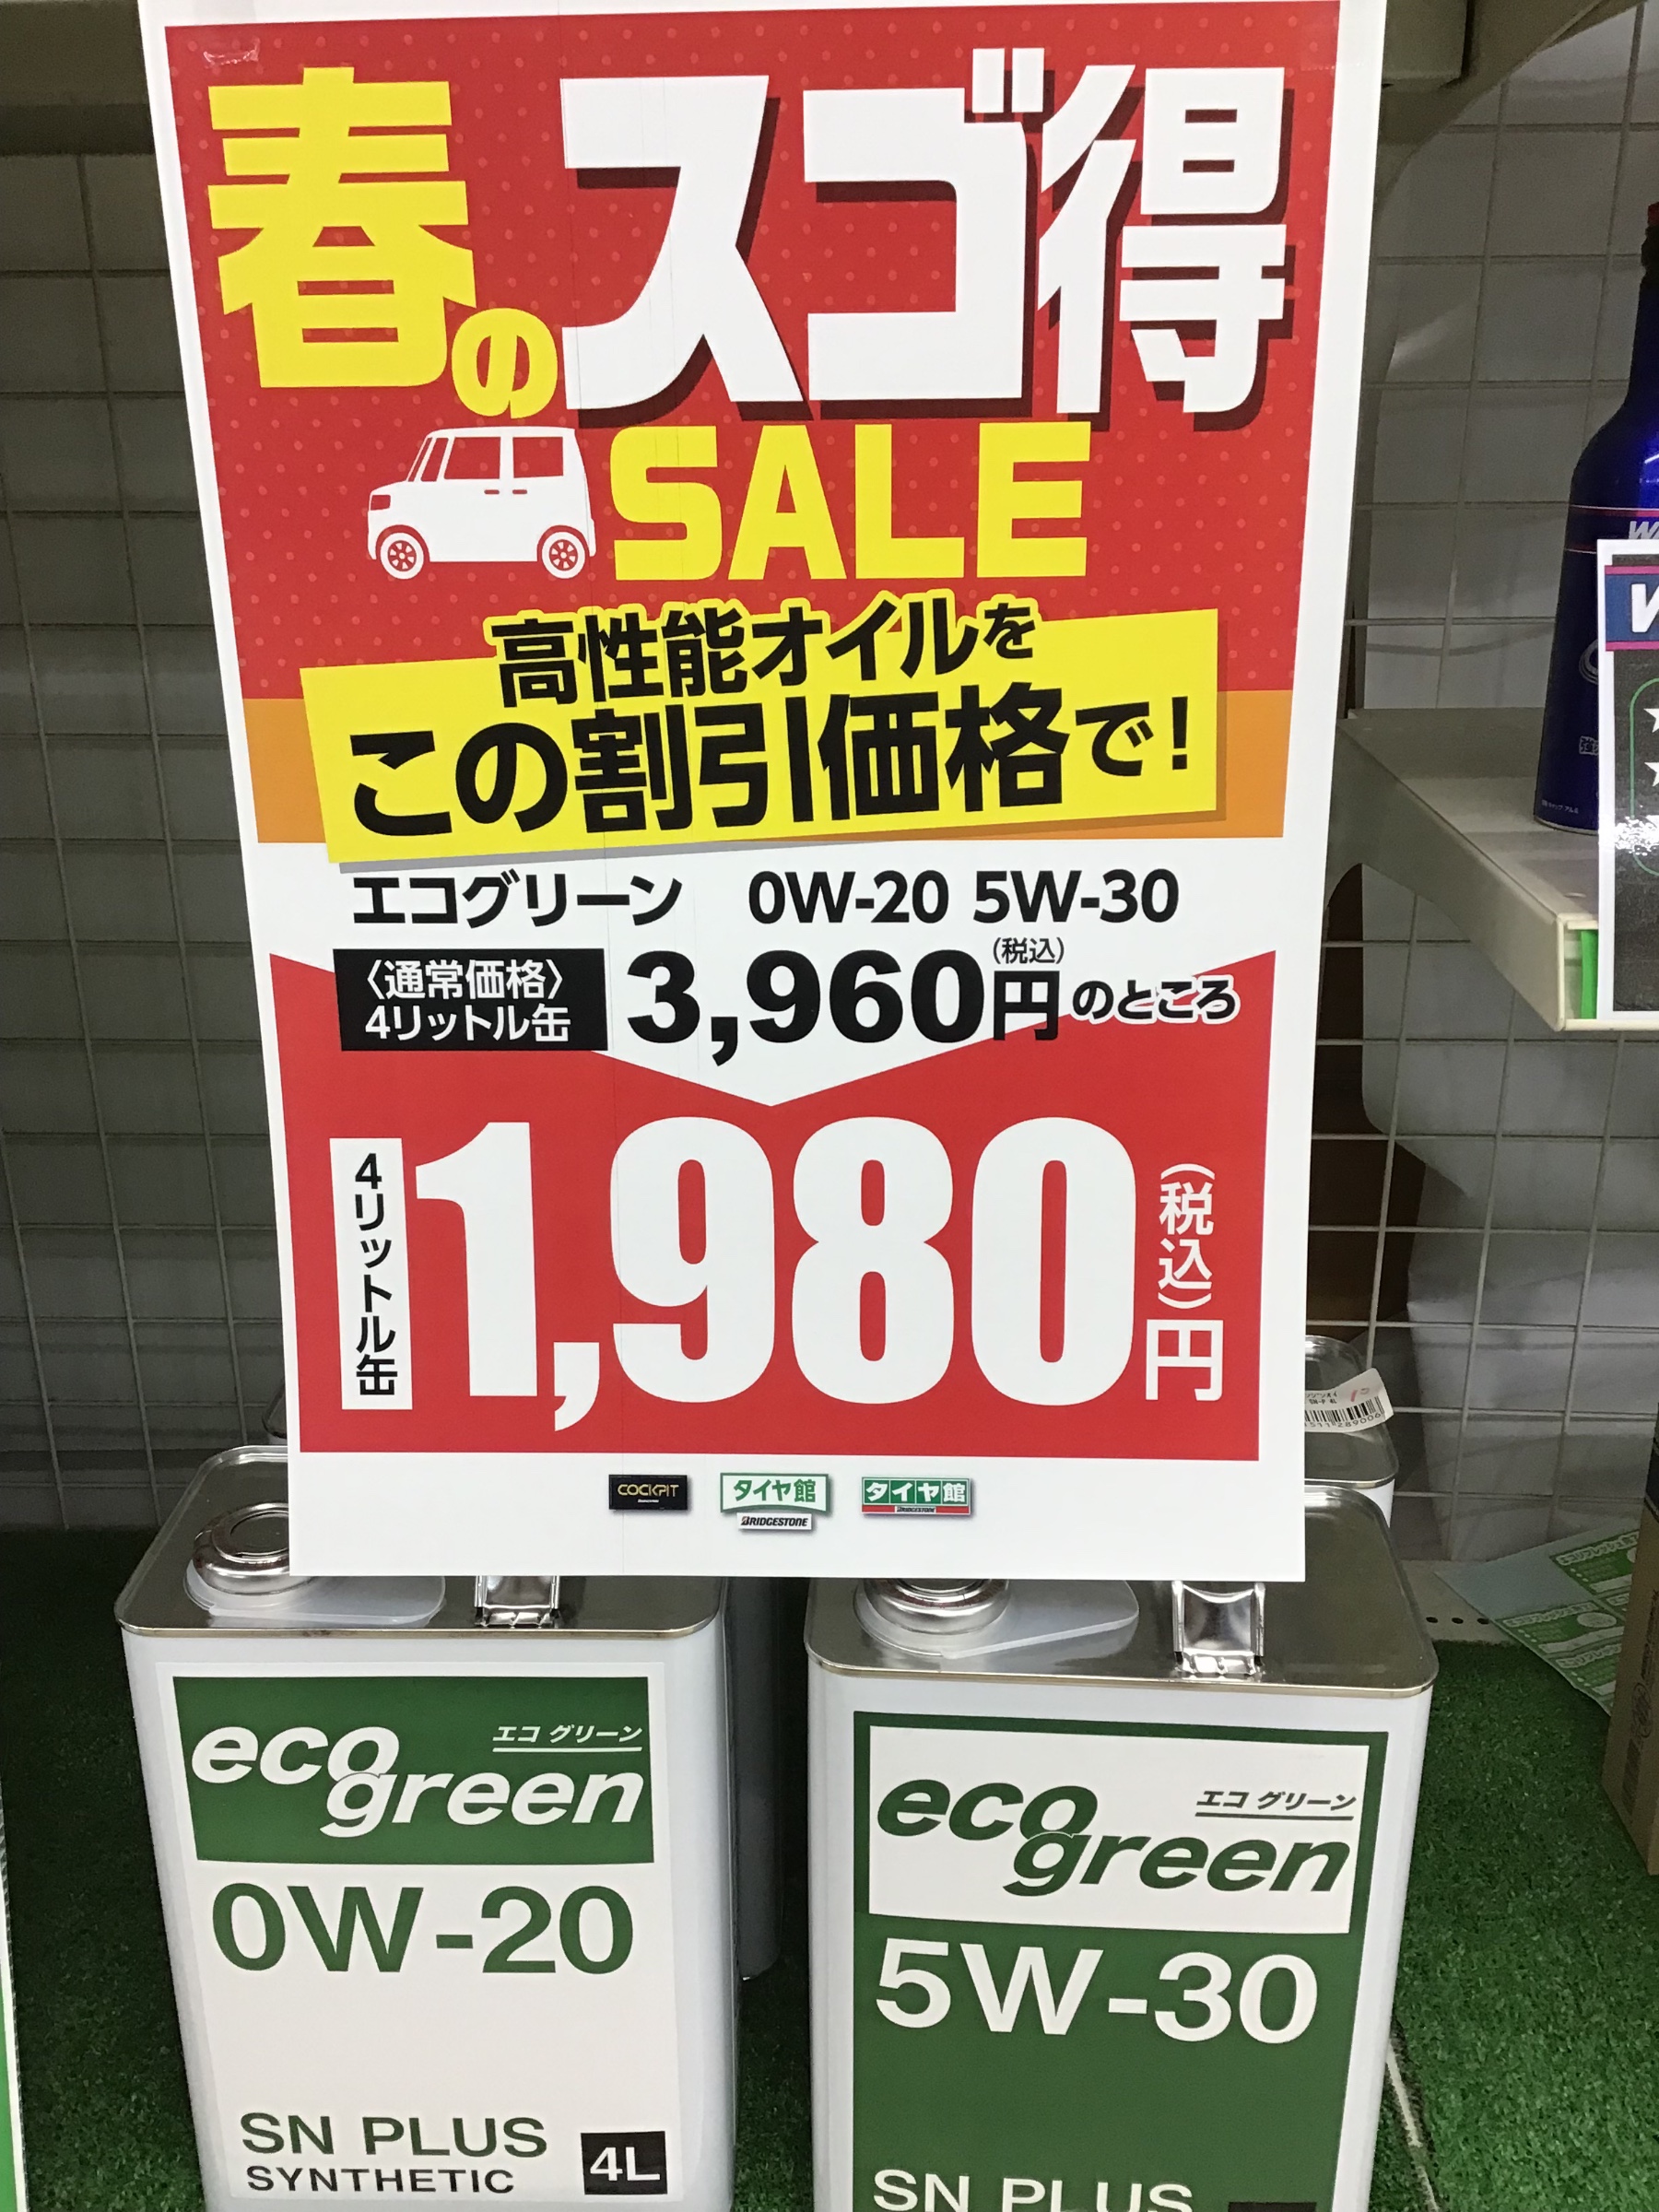 春のスゴ得
SALE
高性能オイルを
この割引価格で!
エコグリーン 0W-20 5W-30
〈通常価格〉
4リットル缶
3,960円(税込)のところ
4リットル缶
1,980円(税込)
COCKPIT
タイヤ館
BRIDGESTONE
タイヤ館
BRIDGESTONE
eco green
エコ グリーン
0W-20
SN PLUS
SYNTHETIC
4L
eco green
エコ グリーン
5W-30
SN PLUS